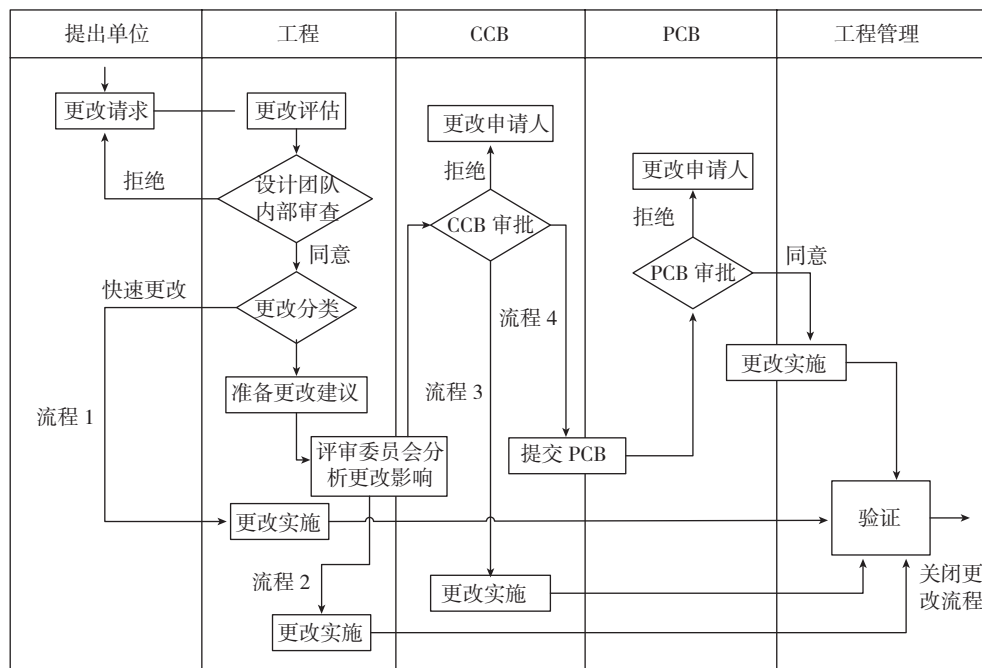 提出单位
工程
CCB
PCB
工程管理
更改请求
更改评估
更改申请人
更改申请人
拒绝
设计团队
内部审查
拒绝
CCB 审批
拒绝
PCB 审批
同意
同意
快速更改
更改分类
流程 4
更改实施
准备更改建议
流程 3
流程 1
评审委员会分
析更改影响
提交 PCB
更改实施
验证
流程 2
更改实施
关闭更
改流程
更改实施